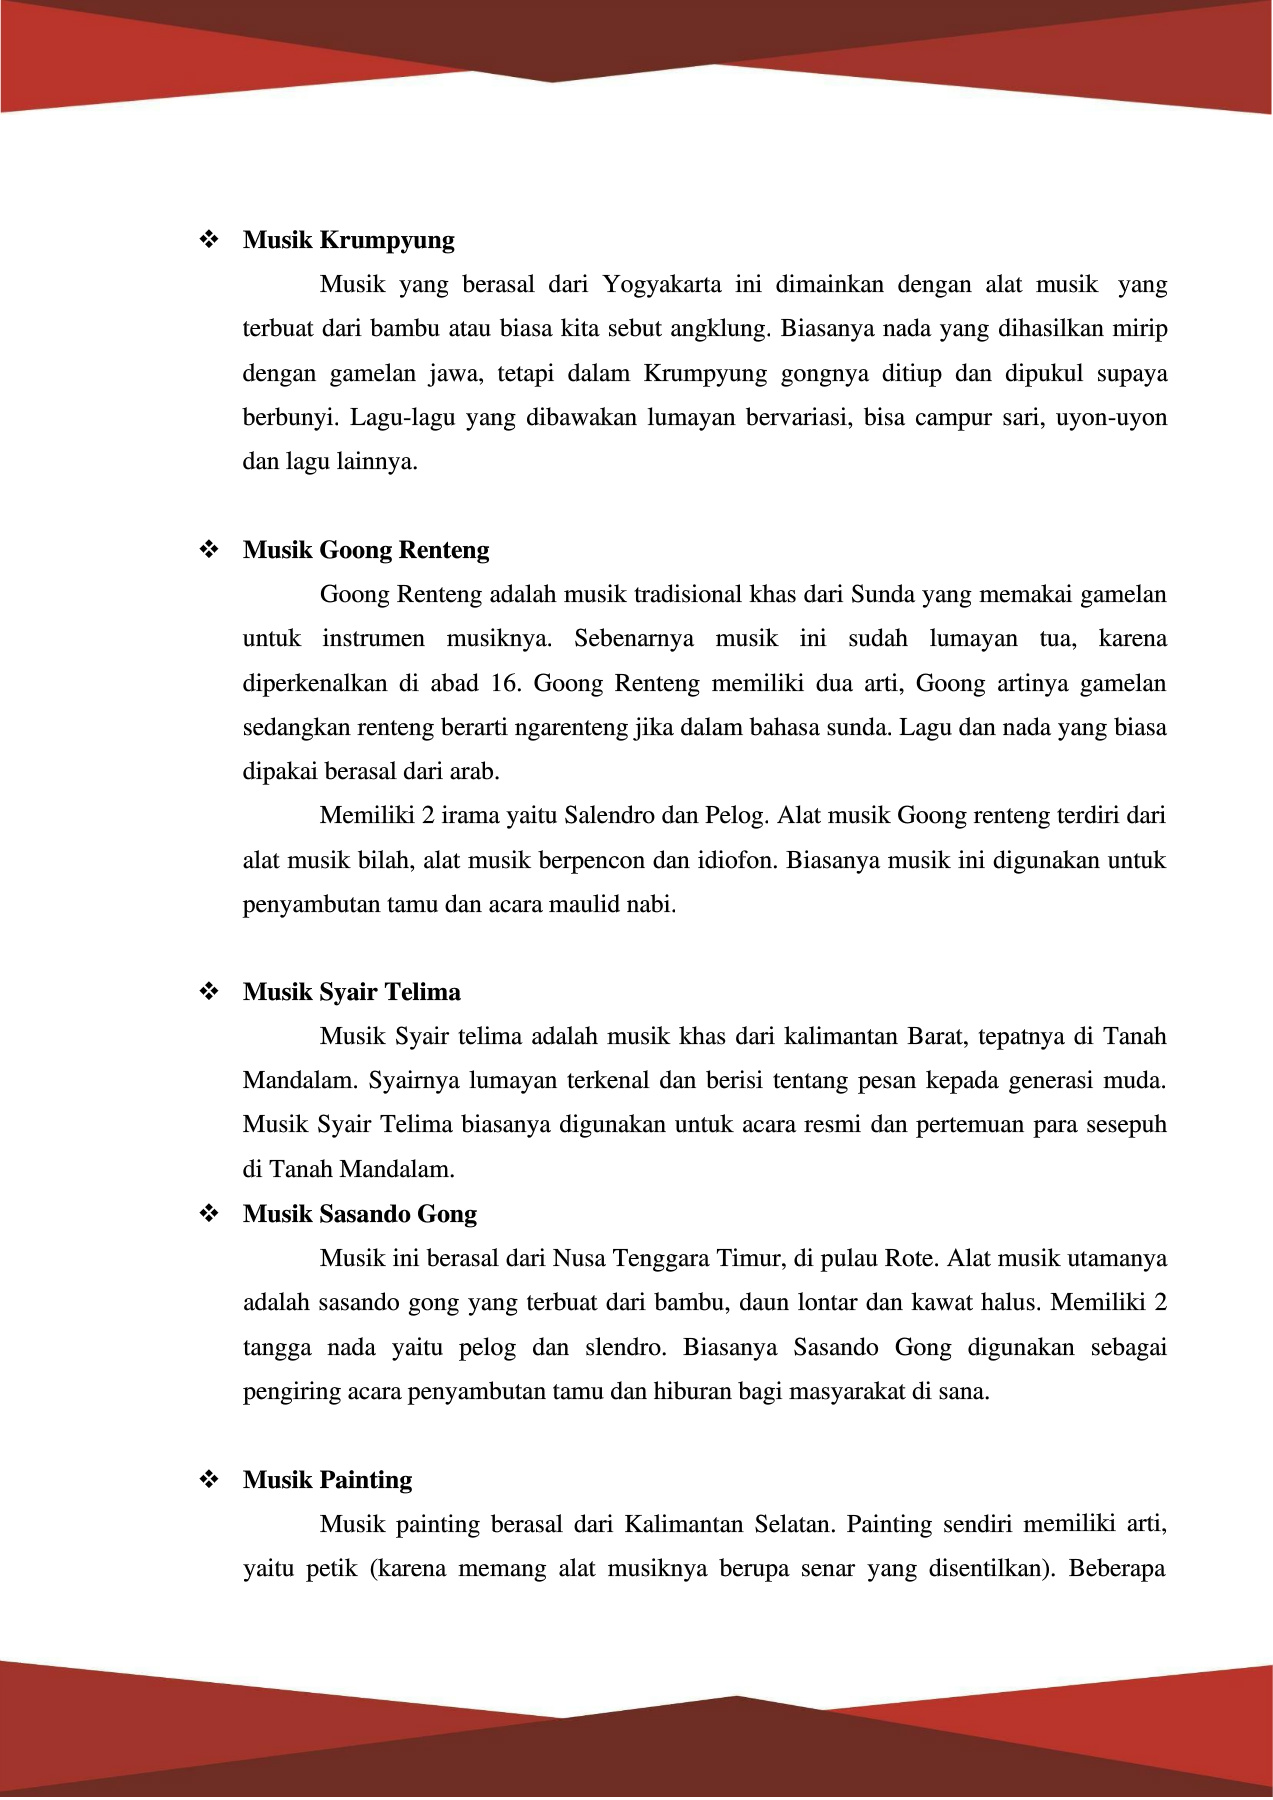 ❖ Musik Krumpyung
Musik yang berasal dari Yogyakarta ini dimainkan dengan alat musik yang
terbuat dari bambu atau biasa kita sebut angklung. Biasanya nada yang dihasilkan mirip
dengan gamelan jawa, tetapi dalam Krumpyung gongnya ditiup dan dipukul supaya
berbunyi. Lagu-lagu yang dibawakan lumayan bervariasi, bisa campur sari, uyon-uyon
dan lagu lainnya.
❖ Musik Goong Renteng
Goong Renteng adalah musik tradisional khas dari Sunda yang memakai gamelan
untuk instrumen musiknya. Sebenarnya musik ini sudah lumayan tua, karena
diperkenalkan di abad 16. Goong Renteng memiliki dua arti, Goong artinya gamelan
sedangkan renteng berarti ngarenteng jika dalam bahasa sunda. Lagu dan nada yang biasa
dipakai berasal dari arab.
Memiliki 2 irama yaitu Salendro dan Pelog. Alat musik Goong renteng terdiri dari
alat musik bilah, alat musik berpencon dan idiofon. Biasanya musik ini digunakan untuk
penyambutan tamu dan acara maulid nabi.
❖ Musik Syair Telima
Musik Syair telima adalah musik khas dari kalimantan Barat, tepatnya di Tanah
Mandalam. Syairnya lumayan terkenal dan berisi tentang pesan kepada generasi muda.
Musik Syair Telima biasanya digunakan untuk acara resmi dan pertemuan para sesepuh
di Tanah Mandalam.
❖ Musik Sasando Gong
Musik ini berasal dari Nusa Tenggara Timur, di pulau Rote. Alat musik utamanya
adalah sasando gong yang terbuat dari bambu, daun lontar dan kawat halus. Memiliki 2
tangga nada yaitu pelog dan slendro. Biasanya Sasando Gong digunakan sebagai
pengiring acara penyambutan tamu dan hiburan bagi masyarakat di sana.
❖ Musik Painting
Musik painting berasal dari Kalimantan Selatan. Painting sendiri memiliki arti,
yaitu petik (karena memang alat musiknya berupa senar yang disentilkan). Beberapa